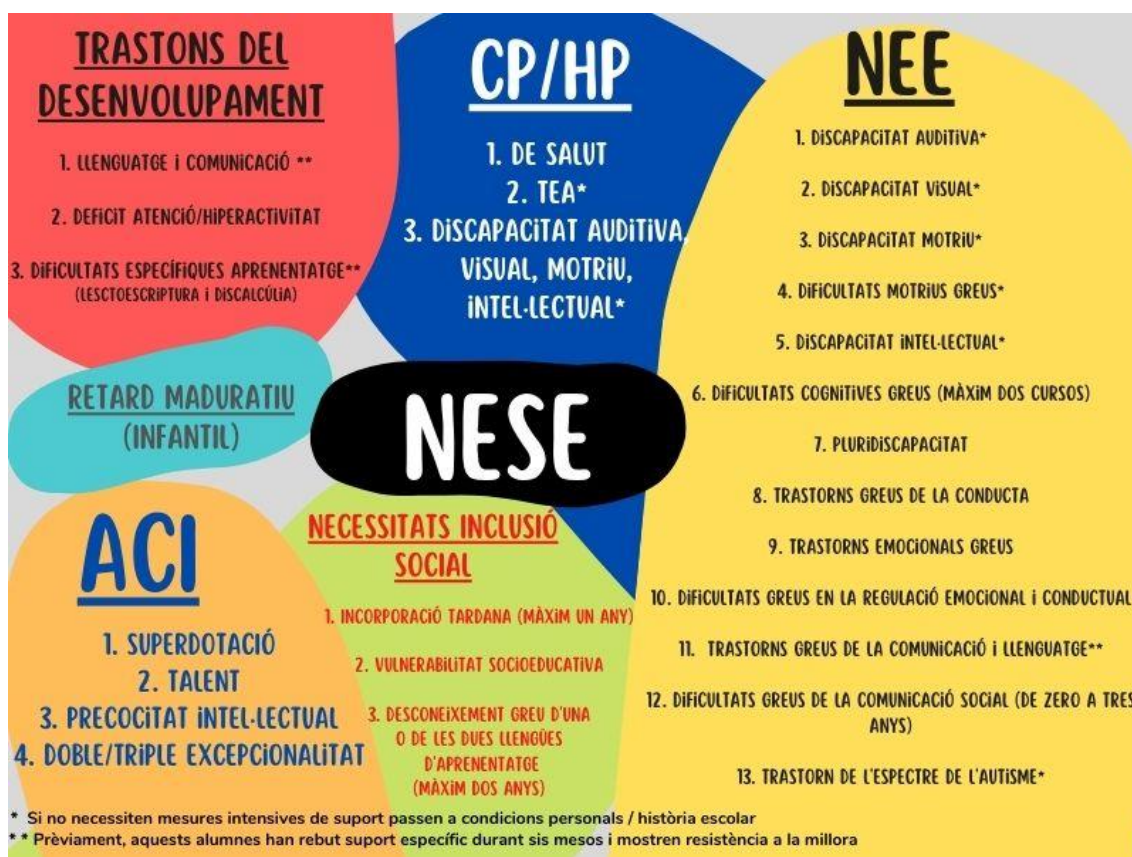 TRASTONS DEL
DESENVOLUPAMENT
1. LLENGUATGE i COMUNICACIÓ **
2. DEFICIT ATENCIÓ/HIPERACTIVITAT
3. DIFICULTATS ESPECÍFIQUES APRENENTATGE**
(LESCTOESCRIPTURA i DISCALCÚLIA)
CP/HP
1. DE SALUT
2. TEA*
3. DISCAPACITAT AUDITIVA,
VISUAL, MOTRIU,
INTEL·LECTUAL*
NEE
1. DISCAPACITAT AUDITIVA*
2. DISCAPACITAT VISUAL*
3. DISCAPACITAT MOTRIU*
4. DIFICULTATS MOTRIUS GREUS*
5. DISCAPACITAT INTEL·LECTUAL*
6. DIFICULTATS COGNITIVES GREUS (MÀXIM DOS CURSOS)
7. PLURIDISCAPACITAT
8. TRASTORNS GREUS DE LA CONDUCTA
9. TRASTORNS EMOCIONALS GREUS
10. DIFICULTATS GREUS EN LA REGULACIÓ EMOCIONAL i CONDUCTUAL
11. TRASTORNS GREUS DE LA COMUNICACIÓ i LLENGUATGE**
12. DIFICULTATS GREUS DE LA COMUNICACIÓ SOCIAL (DE ZERO A TRES
ANYS)
13. TRASTORN DE L'ESPECTRE DE L'AUTISME*
RETARD MADURATIU
(INFANTIL)
NESE
ACI
1. SUPERDOTACIÓ
2. TALENT
3. PRECOCITAT INTEL·LECTUAL
4. DOBLE/TRIPLE EXCEPCIONALITAT
NECESSITATS INCLUSIÓ
SOCIAL
1. INCORPORACIÓ TARDANA (MÀXIM UN ANY)
2. VULNERABILITAT SOCIOEDUCATIVA
3. DESCONEIXEMENT GREU D'UNA
O DE LES DUES LLENGÜES
D'APRENENTATGE
(MÀXIM DOS ANYS)
* Si no necessiten mesures intensives de suport passen a condicions personals / història escolar
* * Prèviament, aquests alumnes han rebut suport específic durant sis mesos i mostren resistència a la millora